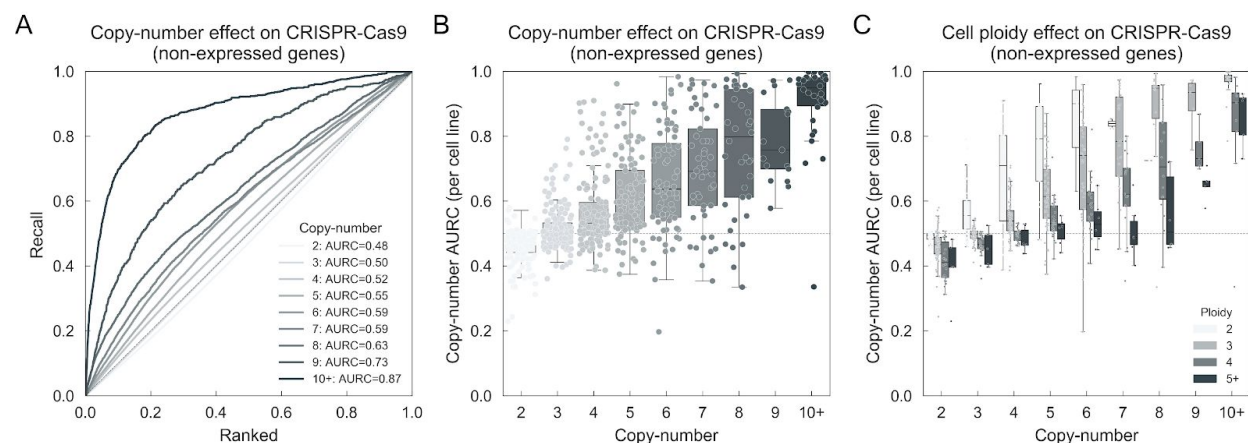 A
Copy-number effect on CRISPR-Cas9
(non-expressed genes)
1.0
0.8
0.6
0.4
0.2
0.0
Recall
Copy-number
2: AURC=0.48
3: AURC=0.50
4: AURC=0.52
5: AURC=0.55
6: AURC=0.59
7: AURC=0.59
8: AURC=0.63
9: AURC=0.73
10+: AURC=0.87
0.0 0.2 0.4 0.6 0.8 1.0
Ranked
B
Copy-number effect on CRISPR-Cas9
(non-expressed genes)
1.0
0.8
0.6
0.4
0.2
0.0
Copy-number AURC (per cell line)
2 3 4 5 6 7 8 9 10+
Copy-number
C
Cell ploidy effect on CRISPR-Cas9
(non-expressed genes)
1.0
0.8
0.6
0.4
0.2
0.0
Copy-number AURC (per cell line)
Ploidy
2
3
4
5+
2 3 4 5 6 7 8 9 10+
Copy-number